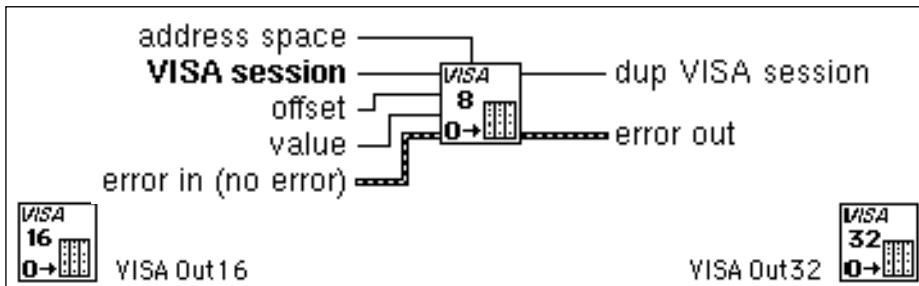 address space
VISA session
offset
value
error in (no error)
VISA
8
0→
dup VISA session
error out
VISA
16
0→
VISA Out16
VISA Out32
VISA
32
0→